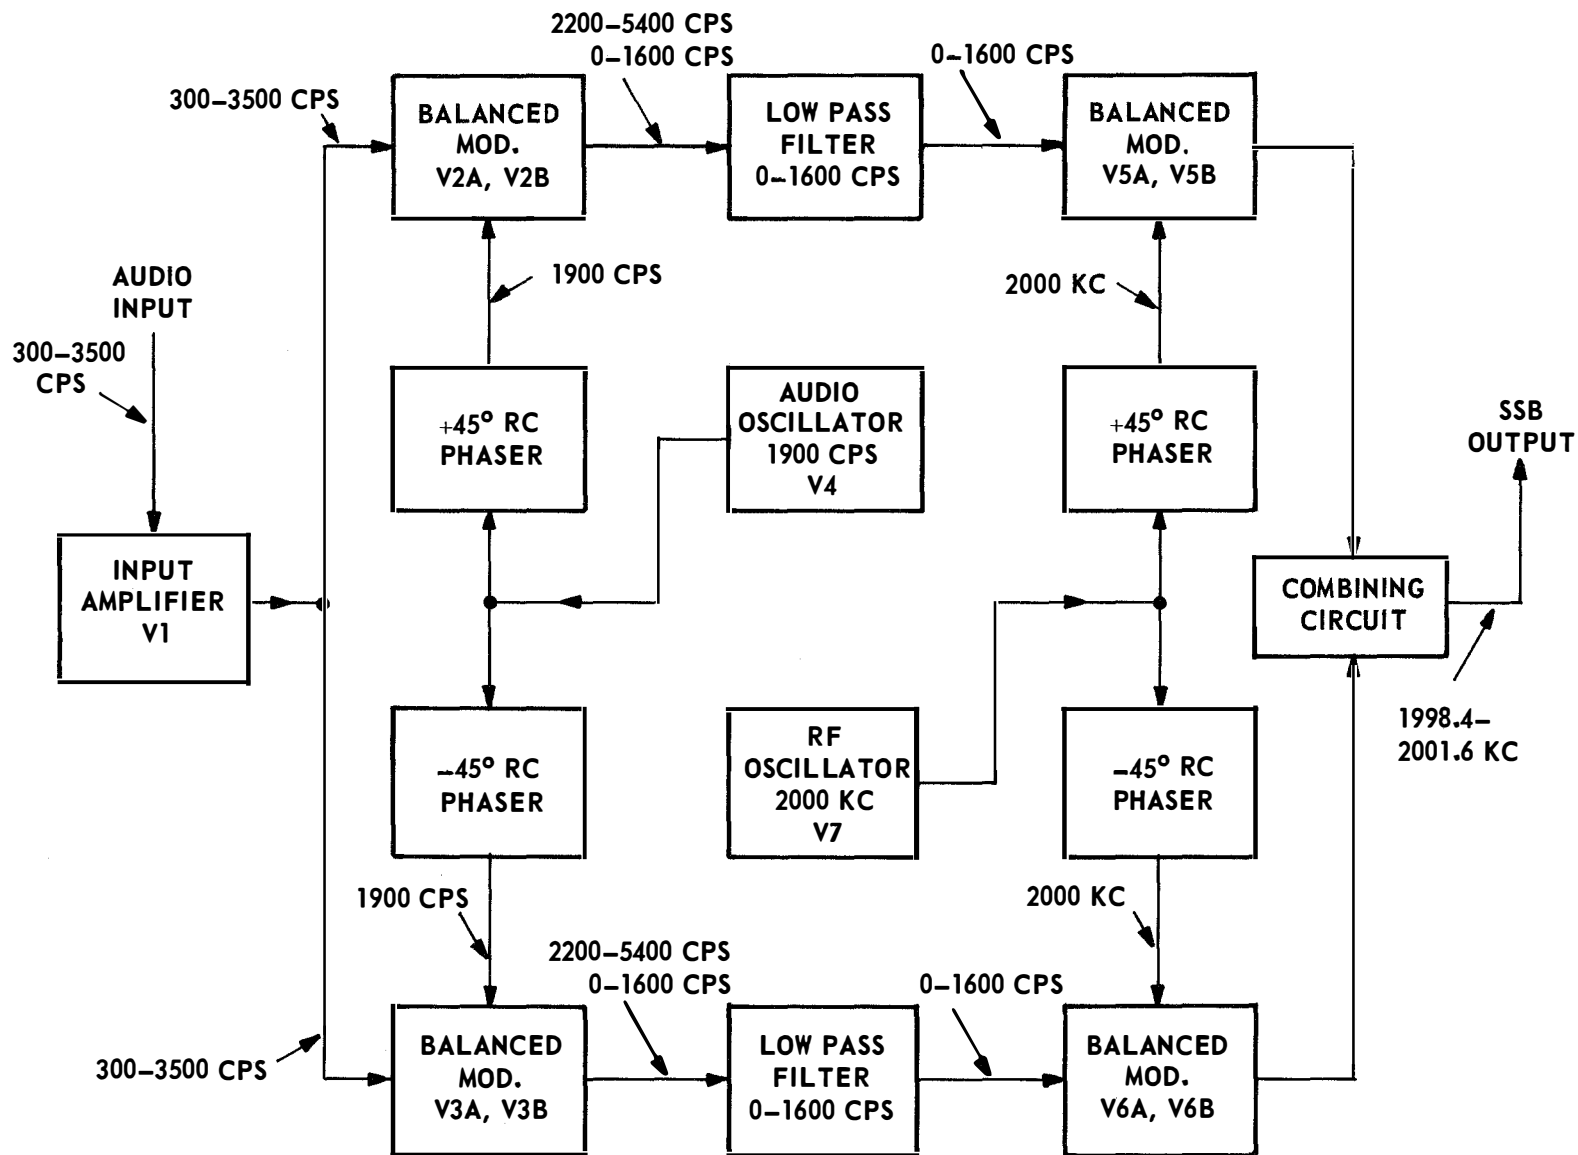 2200–5400 CPS
0–1600 CPS
0–1600 CPS
300–3500 CPS
BALANCED
MOD.
V2A, V2B
LOW PASS
FILTER
0–1600 CPS
BALANCED
MOD.
V5A, V5B
1900 CPS
2000 KC
AUDIO
INPUT
300–3500
CPS
+45° RC
PHASER
AUDIO
OSCILLATOR
1900 CPS
V4
+45° RC
PHASER
SSB
OUTPUT
INPUT
AMPLIFIER
V1
COMBINING
CIRCUIT
–45° RC
PHASER
RF
OSCILLATOR
2000 KC
V7
–45° RC
PHASER
1998.4–
2001.6 KC
1900 CPS
2000 KC
2200–5400 CPS
0–1600 CPS
0–1600 CPS
300–3500 CPS
BALANCED
MOD.
V3A, V3B
LOW PASS
FILTER
0–1600 CPS
BALANCED
MOD.
V6A, V6B